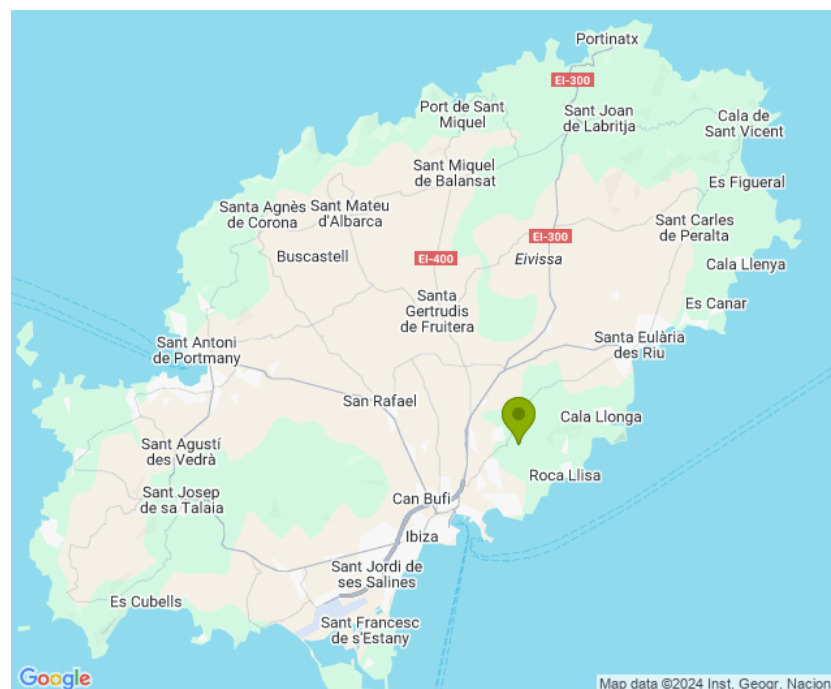 Portinatx
EI-300
Port de Sant
Miquel
Sant Joan
de Labritja
Cala de
Sant Vicent
Sant Miquel
de Balansat
Es Figueral
Santa Agnès
de Corona
Sant Mateu
d'Albarca
Sant Carles
de Peralta
EI-300
Buscastell
EI-400
Eivissa
Cala Llenya
Santa
Gertrudis
de Fruitera
Es Canar
Sant Antoni
de Portmany
Santa Eulària
des Riu
San Rafael
Cala Llonga
Sant Agustí
des Vedrà
Roca Llisa
Sant Josep
de sa Talaia
Can Bufi
Ibiza
Sant Jordi de
ses Salines
Es Cubells
Sant Francesc
de s'Estany
Google
Map data ©2024 Inst. Geogr. Nacion